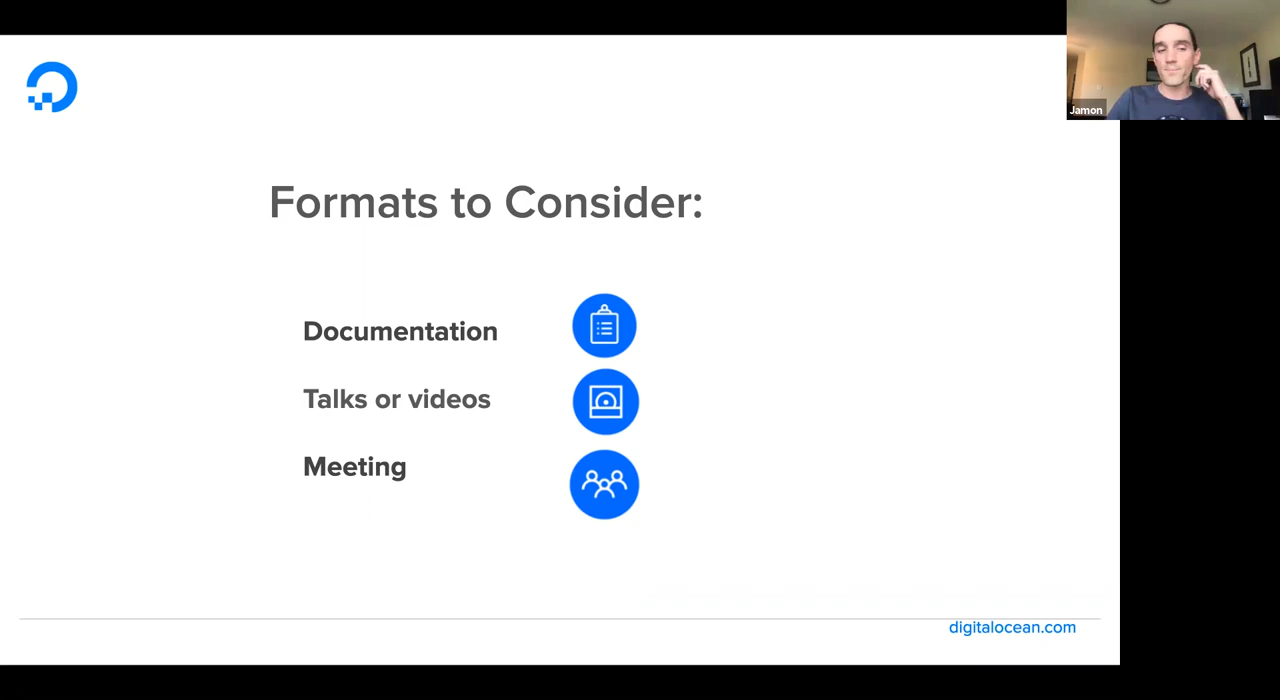 Jamon
Formats to Consider:
Documentation
Talks or videos
Meeting
digitalocean.com